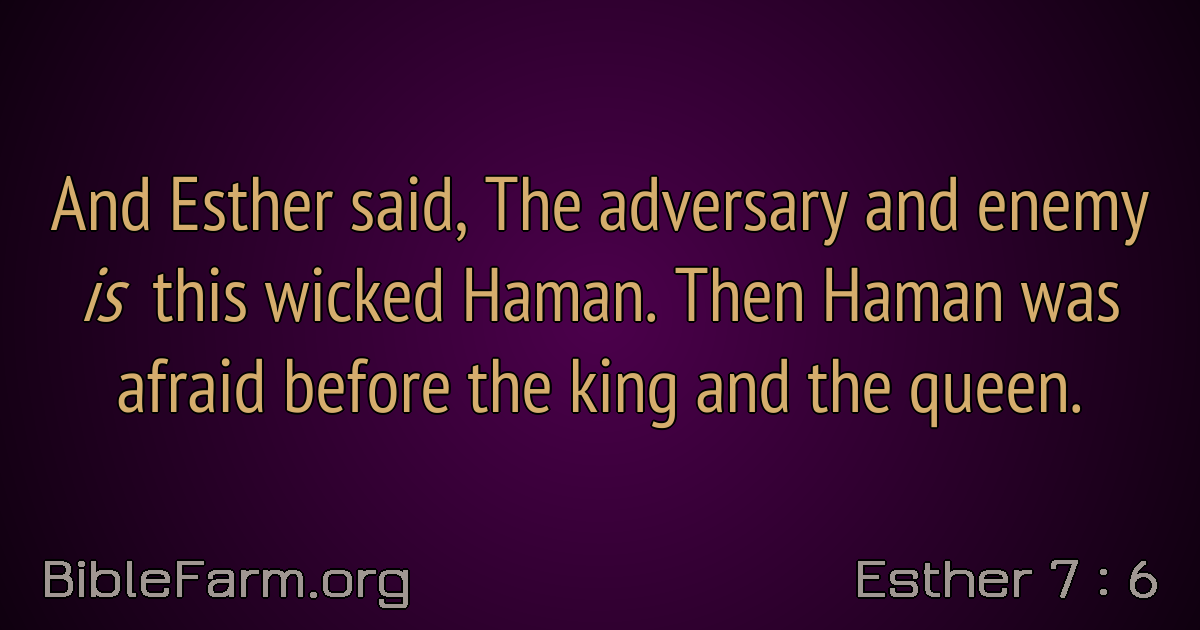 And Esther said, The adversary and enemy
is this wicked Haman. Then Haman was
afraid before the king and the queen.
BibleFarm.org
Esther 7 : 6